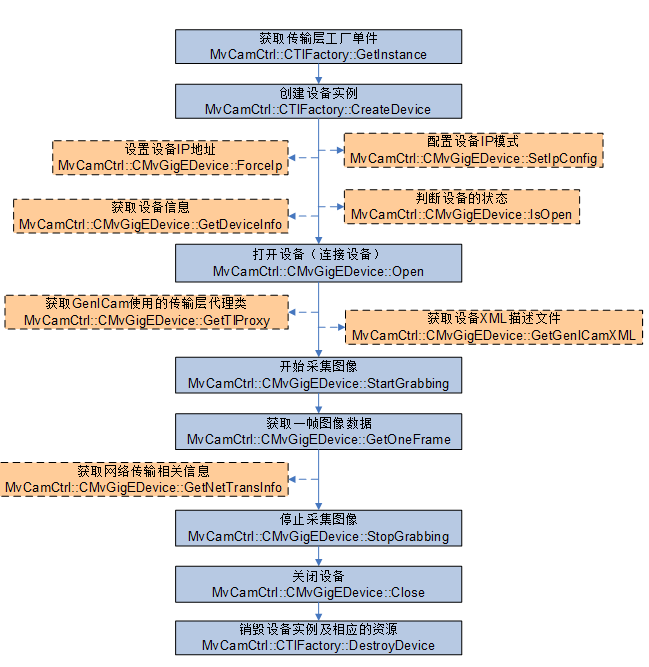 获取传输层工厂单件
MvCamCtrl::CTIFactory::GetInstance
创建设备实例
MvCamCtrl::CTIFactory::CreateDevice
设置设备IP地址
MvCamCtrl::CMvGigEDevice::ForceIp
配置设备IP模式
MvCamCtrl::CMvGigEDevice::SetIpConfig
获取设备信息
MvCamCtrl::CMvGigEDevice::GetDeviceInfo
判断设备的状态
MvCamCtrl::CMvGigEDevice::IsOpen
打开设备（连接设备）
MvCamCtrl::CMvGigEDevice::Open
获取GenICam使用的传输层代理类
MvCamCtrl::CMvGigEDevice::GetTlProxy
获取设备XML描述文件
MvCamCtrl::CMvGigEDevice::GetGenICamXML
开始采集图像
MvCamCtrl::CMvGigEDevice::StartGrabbing
获取一帧图像数据
MvCamCtrl::CMvGigEDevice::GetOneFrame
获取网络传输相关信息
MvCamCtrl::CMvGigEDevice::GetNetTransInfo
停止采集图像
MvCamCtrl::CMvGigEDevice::StopGrabbing
关闭设备
MvCamCtrl::CMvGigEDevice::Close
销毁设备实例及相应的资源
MvCamCtrl::CTIFactory::DestroyDevice